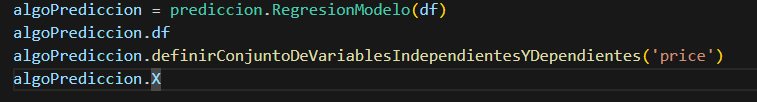 algoPrediccion = prediccion.RegresionModelo(df)
algoPrediccion.df
algoPrediccion.definirConjuntoDeVariablesIndependientesYDependientes('price')
algoPrediccion.X